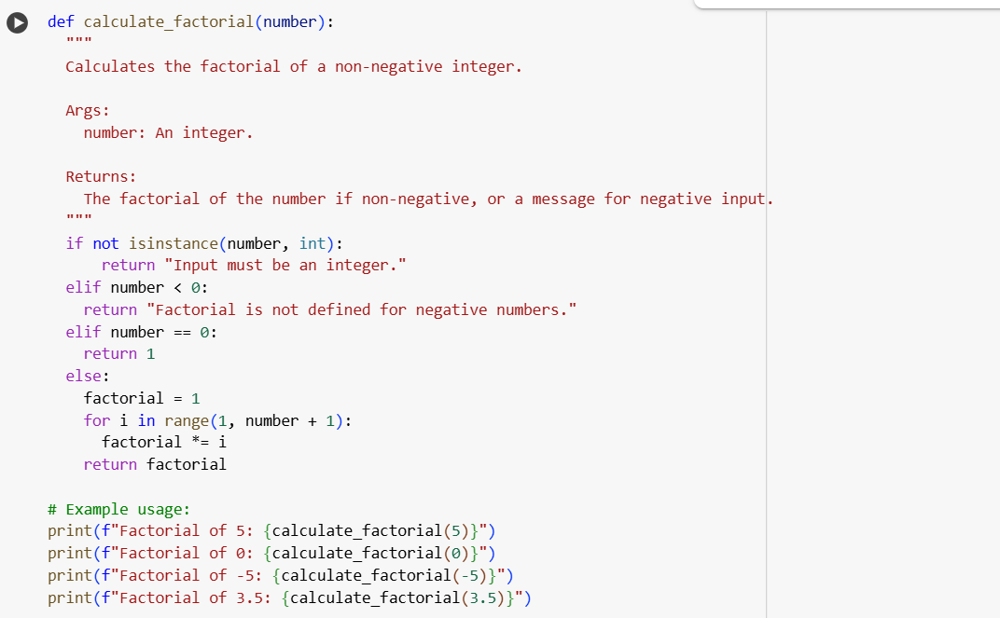 def calculate_factorial(number):
  """
  Calculates the factorial of a non-negative integer.

  Args:
    number: An integer.

  Returns:
    The factorial of the number if non-negative, or a message for negative input.
  """
  if not isinstance(number, int):
      return "Input must be an integer."
  elif number < 0:
    return "Factorial is not defined for negative numbers."
  elif number == 0:
    return 1
  else:
    factorial = 1
    for i in range(1, number + 1):
      factorial *= i
    return factorial

# Example usage:
print(f"Factorial of 5: {calculate_factorial(5)}")
print(f"Factorial of 0: {calculate_factorial(0)}")
print(f"Factorial of -5: {calculate_factorial(-5)}")
print(f"Factorial of 3.5: {calculate_factorial(3.5)}")